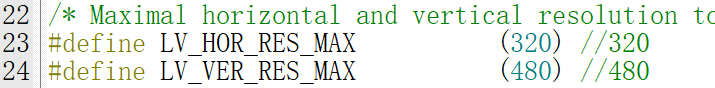 22 /* Maximal horizontal and vertical resolution to
23 #define LV_HOR_RES_MAX          (320) //320
24 #define LV_VER_RES_MAX          (480) //480